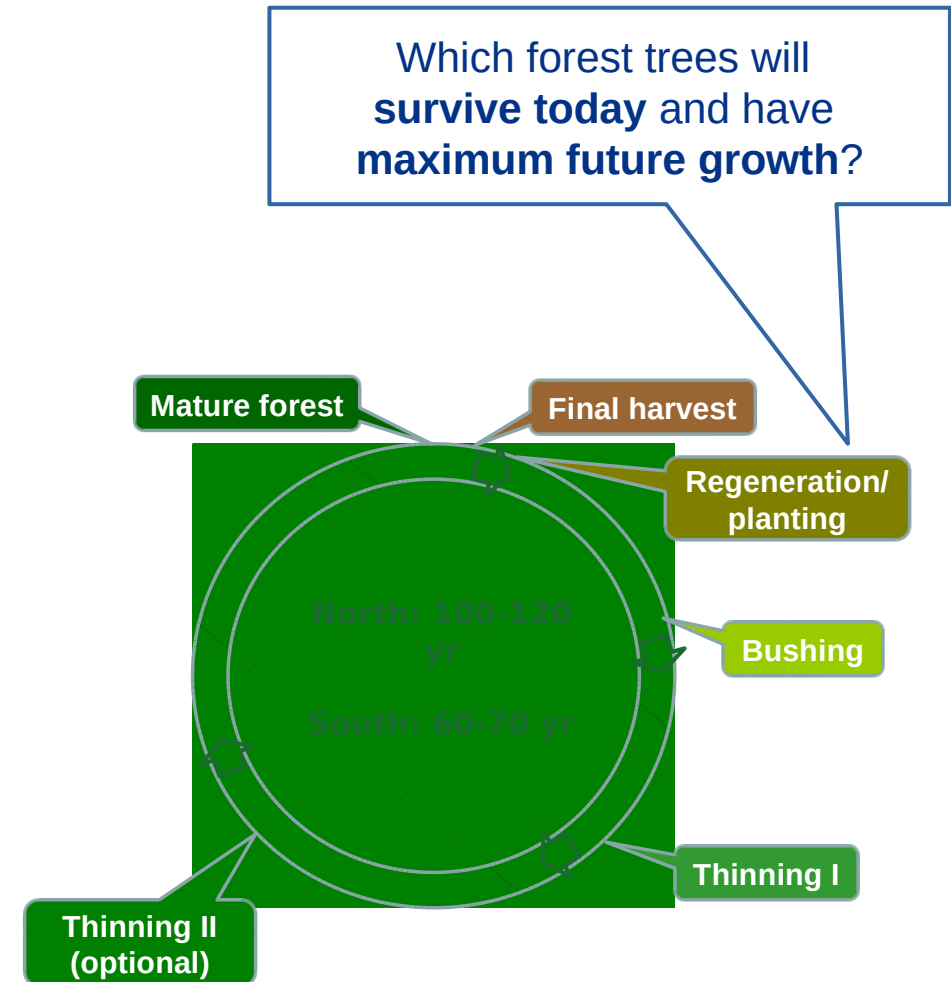 Which forest trees will
survive today and have
maximum future growth?
Mature forest
Final harvest
Regeneration/
planting
North: 100-120
yr
South: 60-70 yr
Bushing
Thinning I
Thinning II
(optional)